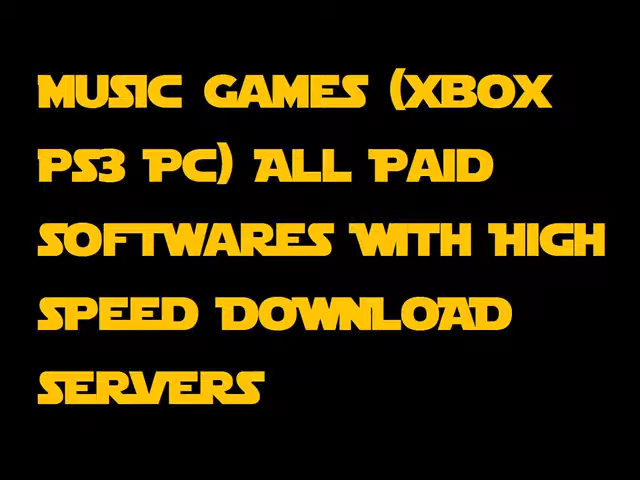 MUSIC GAMES (XBOX
PS3 PC) ALL PAID
SOFTWARES WITH HIGH
SPEED DOWNLOAD
SERVERS